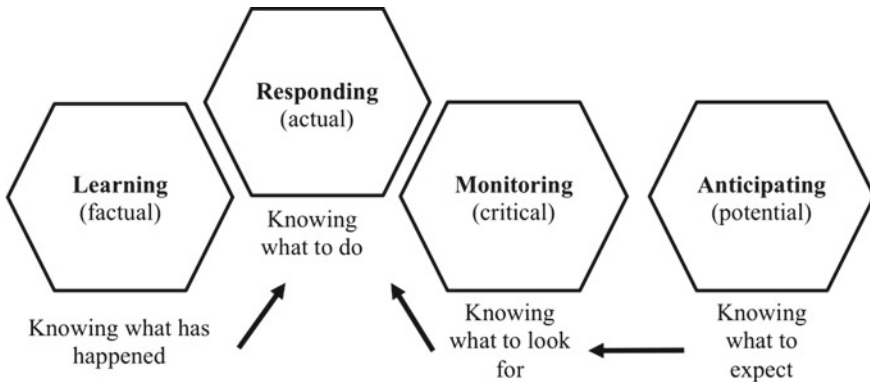 Learning
(factual)
Knowing what has
happened
Responding
(actual)
Knowing
what to do
Monitoring
(critical)
Knowing
what to look
for
Anticipating
(potential)
Knowing
what to
expect